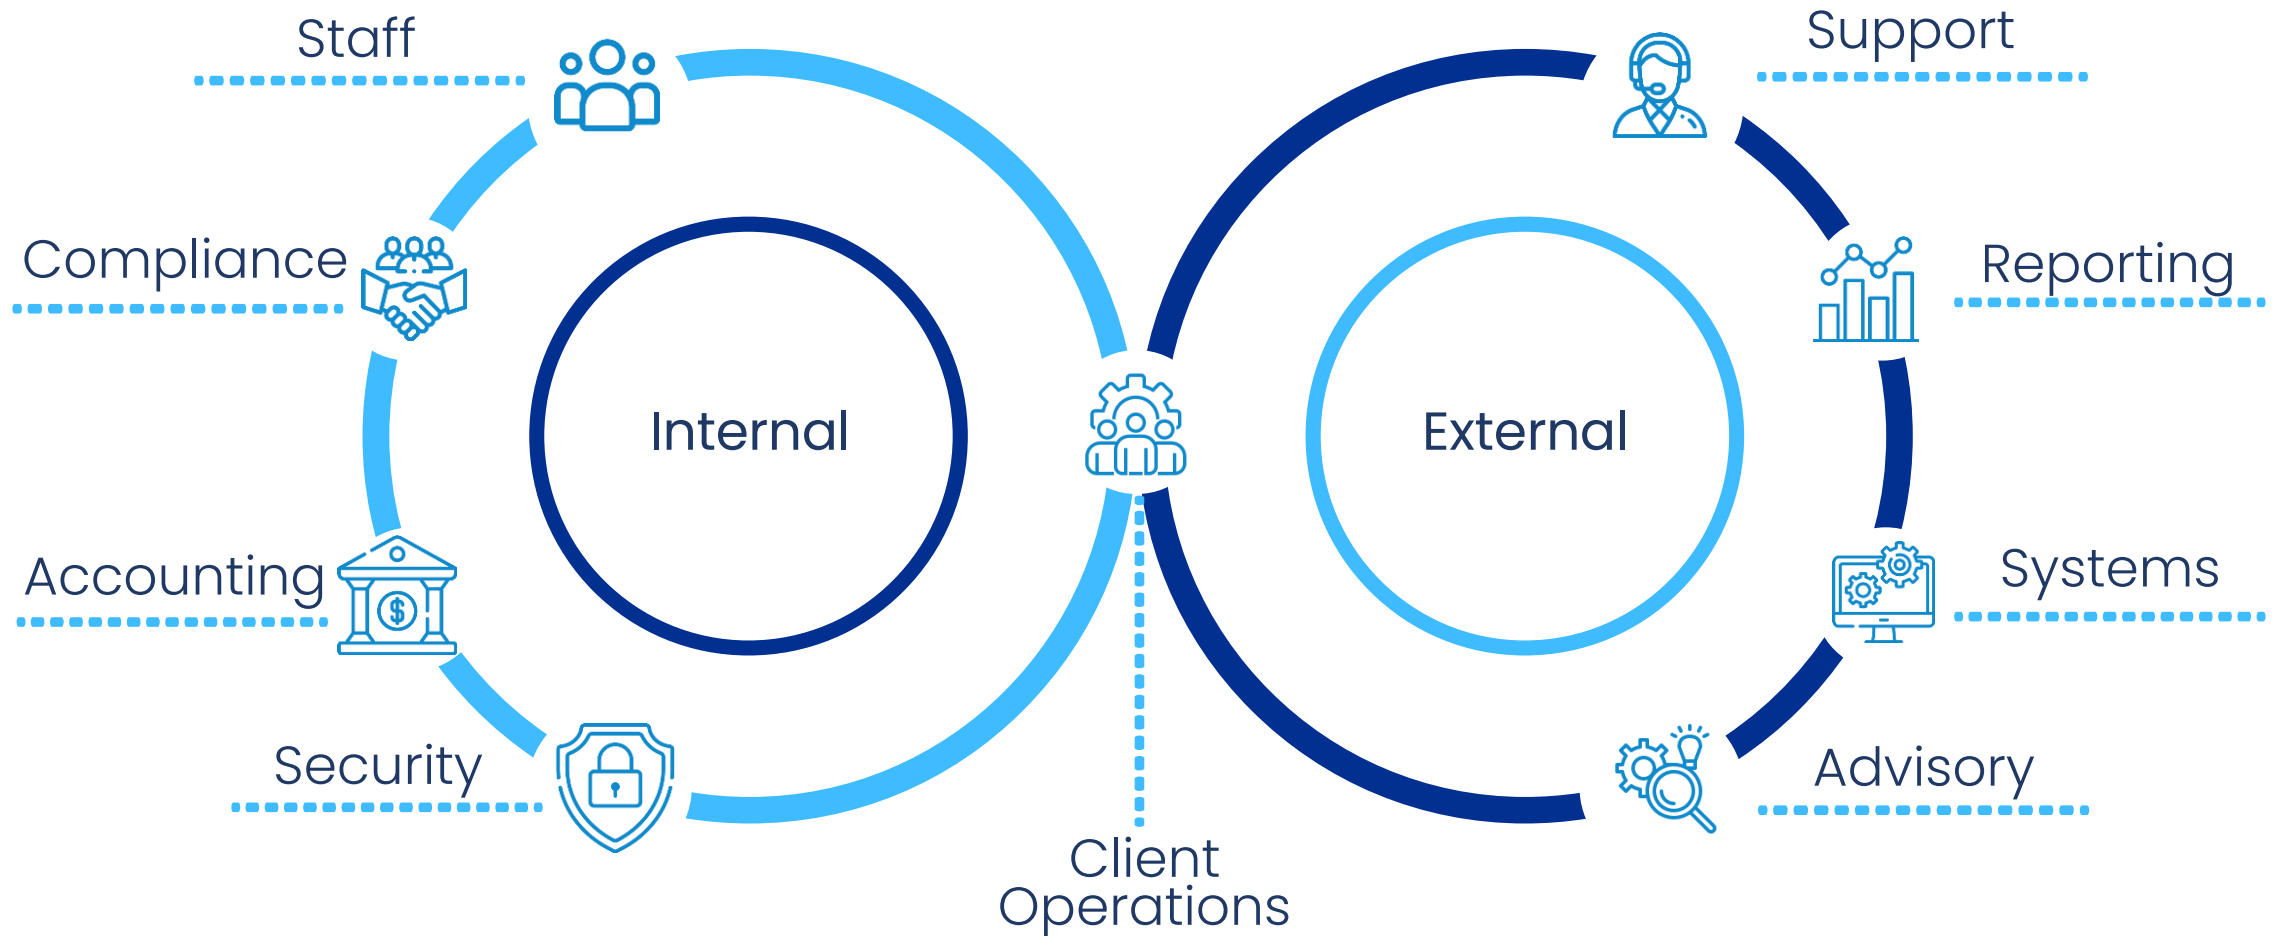 Staff
Support
Compliance
Reporting
Internal
External
Accounting
$
Systems
Security
Advisory
Client
Operations